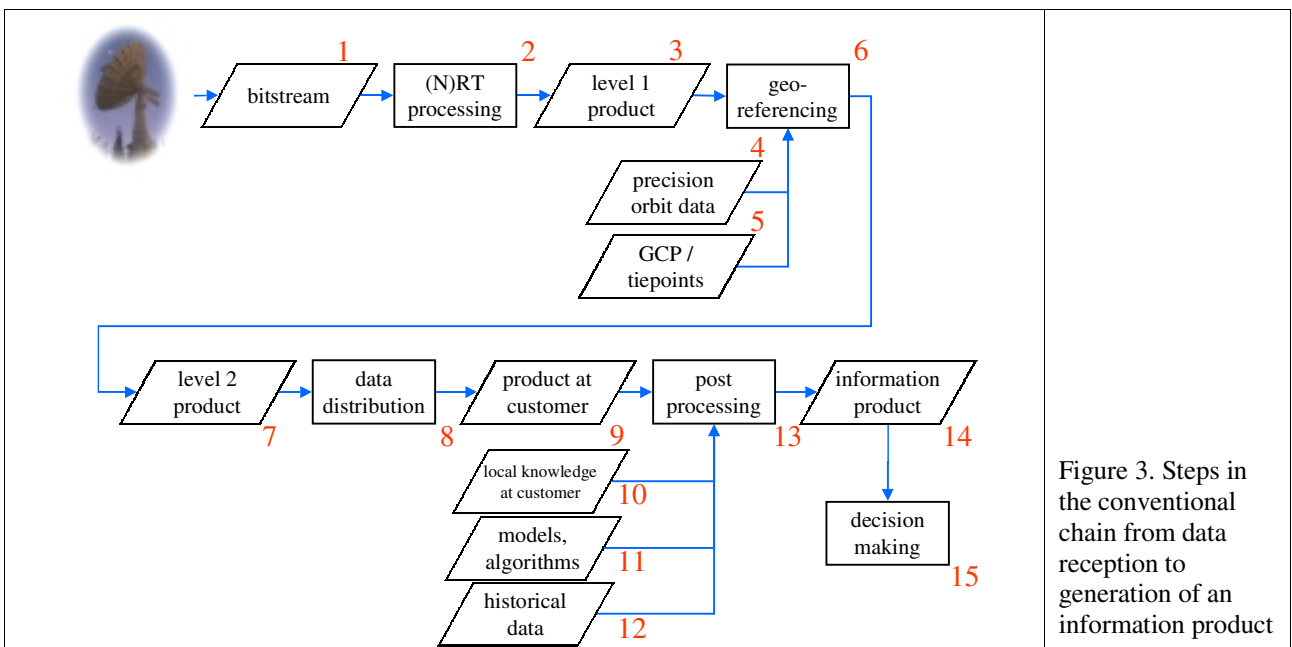 1
bitstream
2
(N)RT
processing
3
level 1
product
6
geo-
referencing
4
precision
orbit data
5
GCP /
tiepoints
level 2
product
7
data
distribution
8
product at
customer
9
post
processing
13
information
product
14
local knowledge
at customer
10
models,
algorithms
11
historical
data
12
decision
making
15
Figure 3. Steps in
the conventional
chain from data
reception to
generation of an
information product